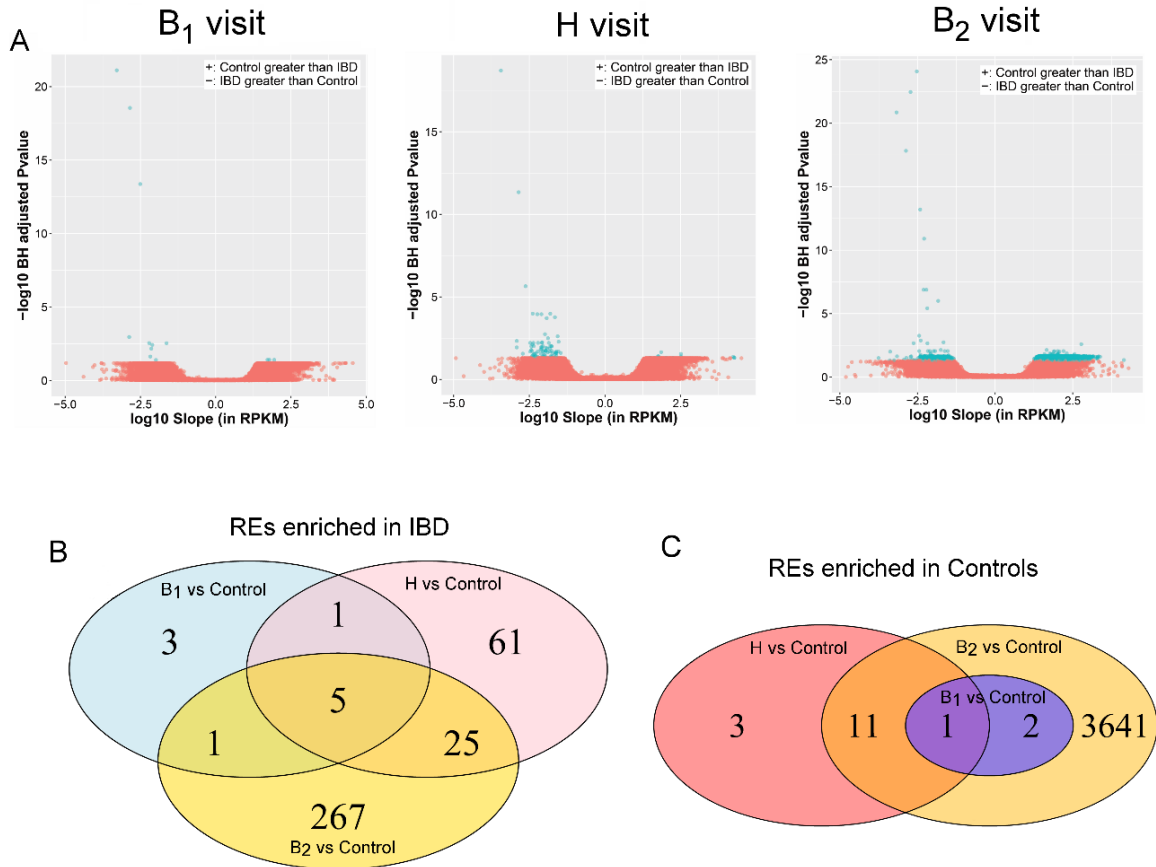 A
B1 visit
H visit
B2 visit
+: Control greater than IBD
−: IBD greater than Control
−log10 BH adjusted Pvalue
20
15
10
5
0
−5.0
−2.5
0.0
2.5
5.0
log10 Slope (in RPKM)
+: Control greater than IBD
−: IBD greater than Control
−log10 BH adjusted Pvalue
15
10
5
0
−5.0
−2.5
0.0
2.5
log10 Slope (in RPKM)
+: Control greater than IBD
−: IBD greater than Control
−log10 BH adjusted Pvalue
25
20
15
10
5
0
−5.0
−2.5
0.0
2.5
log10 Slope (in RPKM)
B
REs enriched in IBD
B1 vs Control
H vs Control
3
1
61
5
1
25
267
B2 vs Control
C
REs enriched in Controls
H vs Control
B2 vs Control
B1 vs Control
3
11
1
2
3641